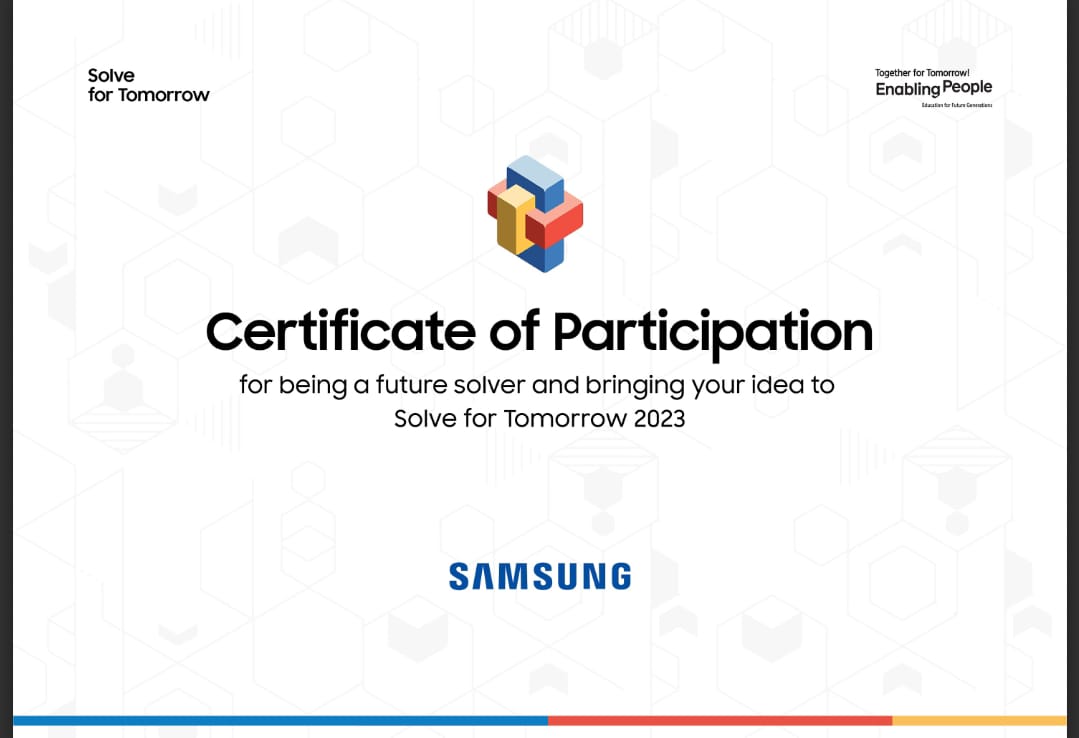 Solve
for Tomorrow
Together for Tomorrow!
Enabling People
Education for Future Generations
Certificate of Participation
for being a future solver and bringing your idea to
Solve for Tomorrow 2023
SAMSUNG